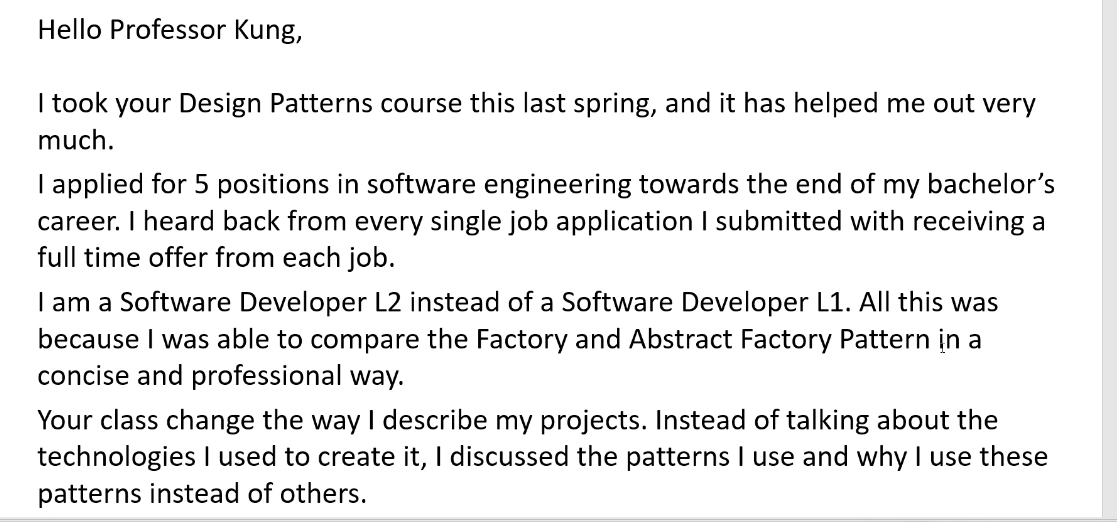 Hello Professor Kung,
I took your Design Patterns course this last spring, and it has helped me out very
much.
I applied for 5 positions in software engineering towards the end of my bachelor’s
career. I heard back from every single job application I submitted with receiving a
full time offer from each job.
I am a Software Developer L2 instead of a Software Developer L1. All this was
because I was able to compare the Factory and Abstract Factory Pattern in a
concise and professional way.
Your class change the way I describe my projects. Instead of talking about the
technologies I used to create it, I discussed the patterns I use and why I use these
patterns instead of others.